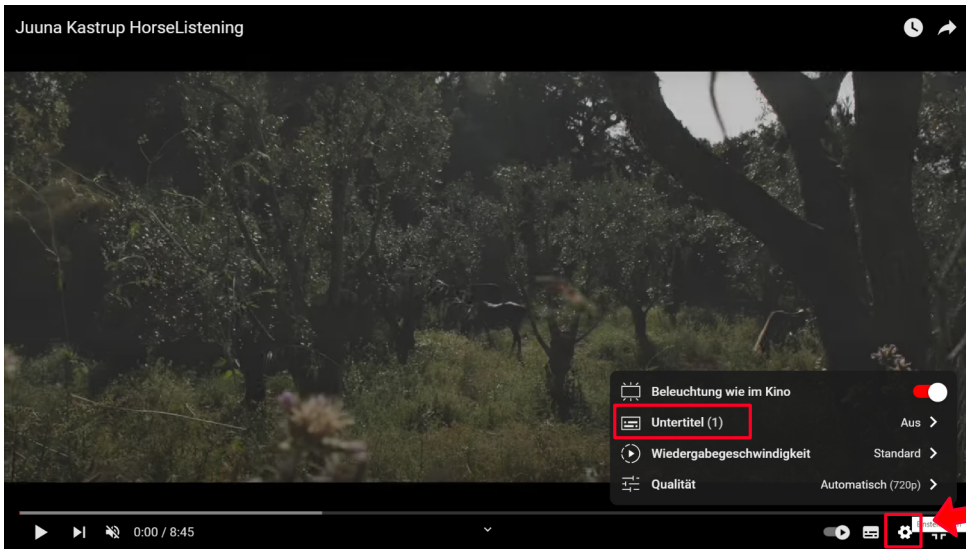 Juuna Kastrup HorseListening
Beleuchtung wie im Kino
Untertitel (1) Aus
Wiedergabegeschwindigkeit Standard
Qualität Automatisch (720p)
0:00 / 8:45